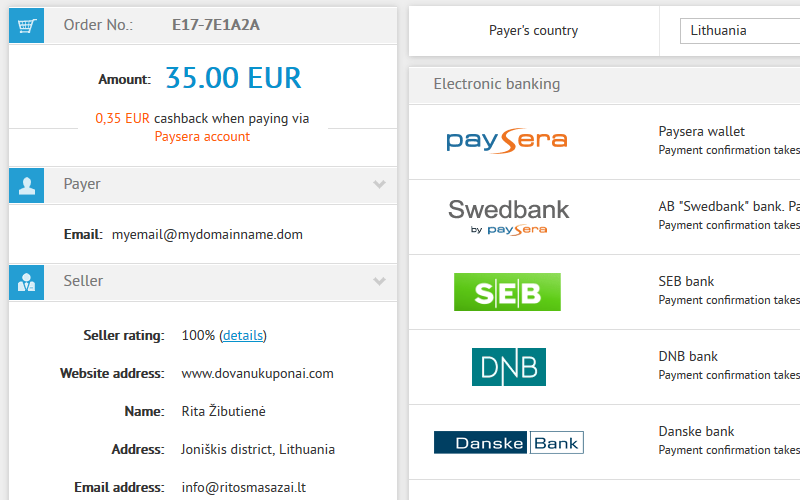 Order No.: E17-7E1A2A
Amount: 35.00 EUR
0,35 EUR cashback when paying via
Paysera account
Payer
Email: myemail@mydomainname.dom
Seller
Seller rating: 100% (details)
Website address: www.dovanukuponai.com
Name: Rita Žibutienė
Address: Joniškis district, Lithuania
Email address: info@ritosmasazai.lt
Payer's country Lithuania
Electronic banking
paysera
Paysera wallet
Payment confirmation takes
Swedbank
by paysera
AB "Swedbank" bank. Pa
Payment confirmation takes
SEB
SEB bank
Payment confirmation takes
DNB
DNB bank
Payment confirmation takes
Danske Bank
Danske bank
Payment confirmation takes